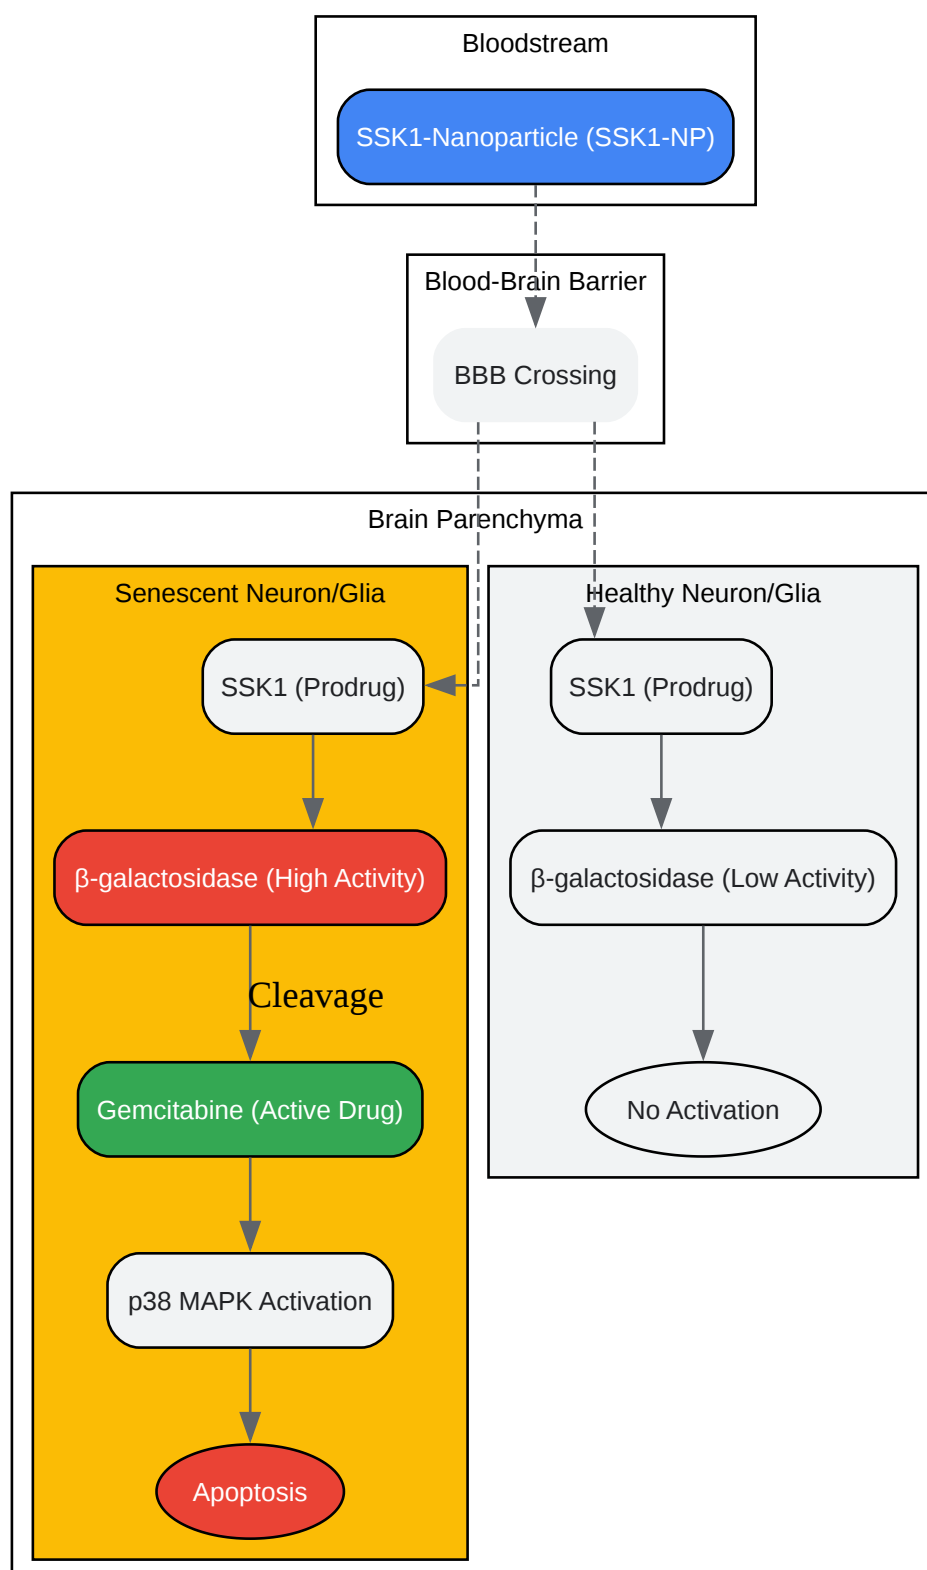 Bloodstream
SSK1-Nanoparticle (SSK1-NP)
Blood-Brain Barrier
BBB Crossing
Brain Parenchyma
Senescent Neuron/Glia
SSK1 (Prodrug)
β-galactosidase (High Activity)
Cleavage
Gemcitabine (Active Drug)
p38 MAPK Activation
Apoptosis
Healthy Neuron/Glia
SSK1 (Prodrug)
β-galactosidase (Low Activity)
No Activation